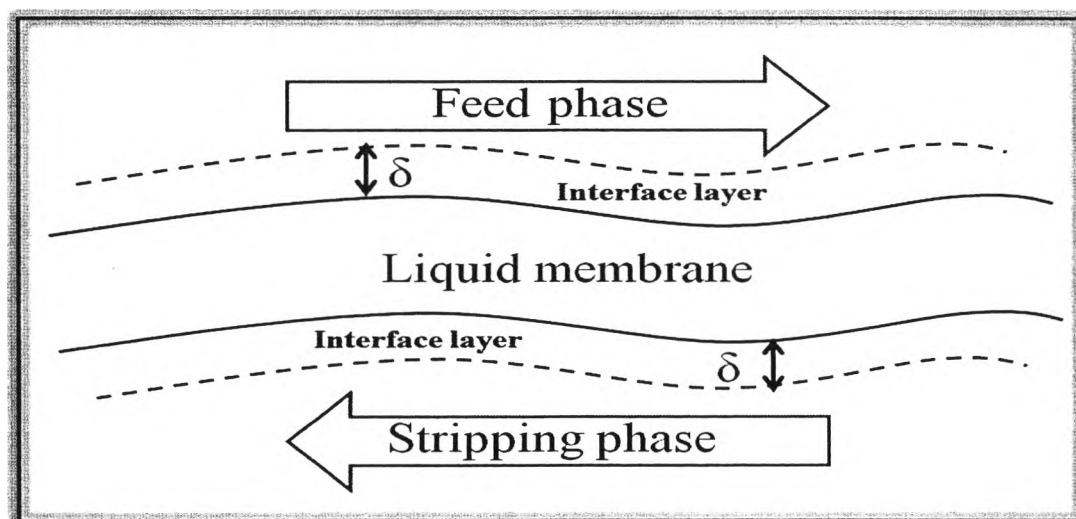 Feed phase
δ
Interface layer
Liquid membrane
Interface layer
δ
Stripping phase